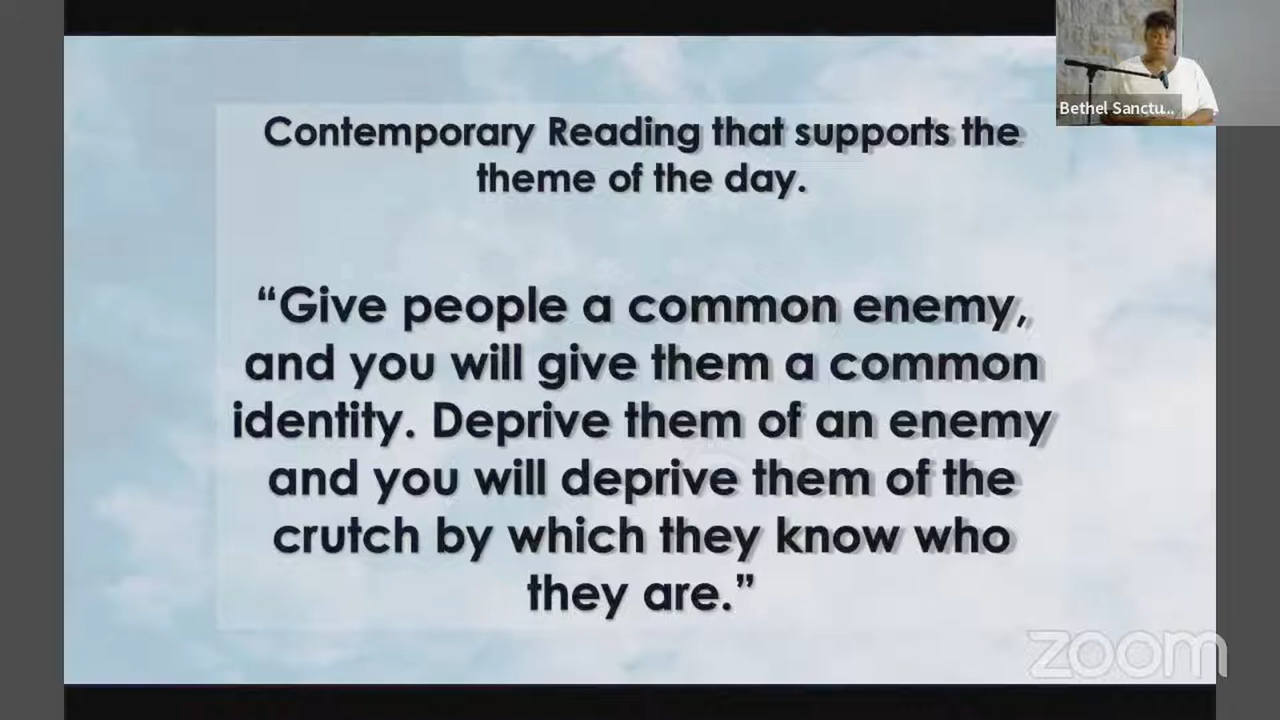 Contemporary Reading that supports the
theme of the day.
Bethel Sanctu...
“Give people a common enemy,
and you will give them a common
identity. Deprive them of an enemy
and you will deprive them of the
crutch by which they know who
they are.”
zoom